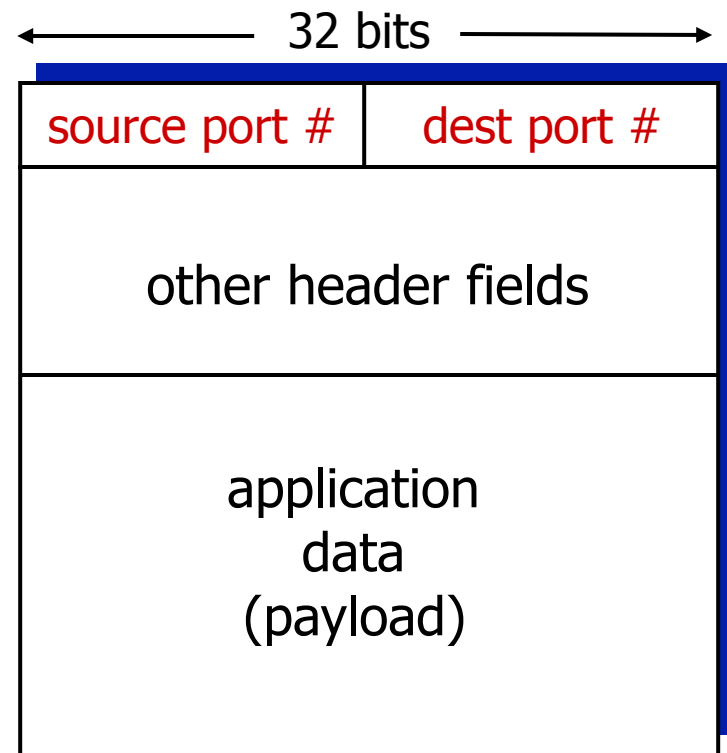 32 bits
source port #
dest port #
other header fields
application
data
(payload)